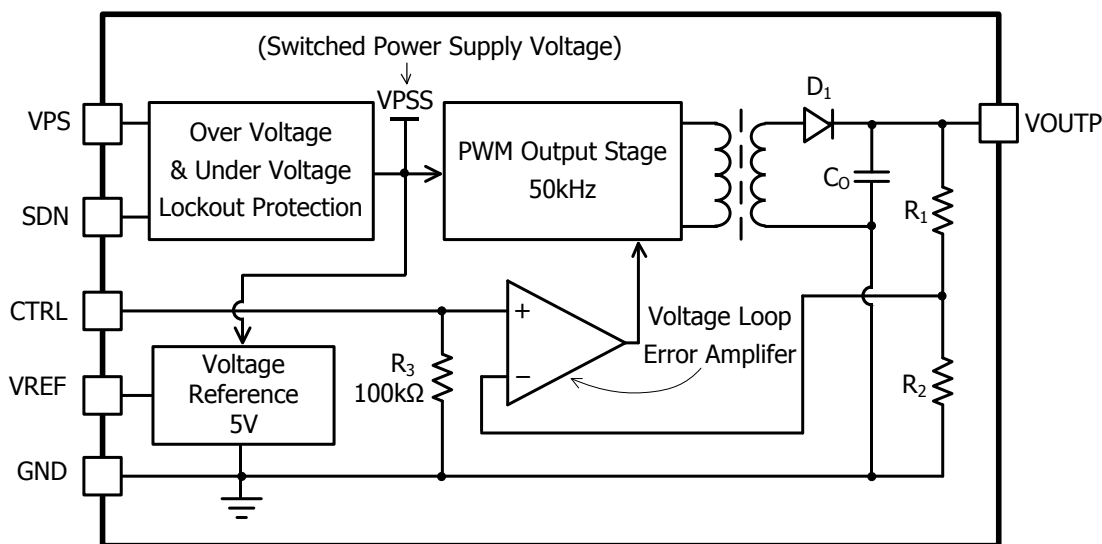 (Switched Power Supply Voltage)
VPSS
D1
VPS
Over Voltage
& Under Voltage
Lockout Protection
PWM Output Stage
50kHz
VOUTP
CO
R1
SDN
CTRL
+
−
Voltage Loop
Error Amplifer
R3
100kΩ
R2
VREF
Voltage
Reference
5V
GND